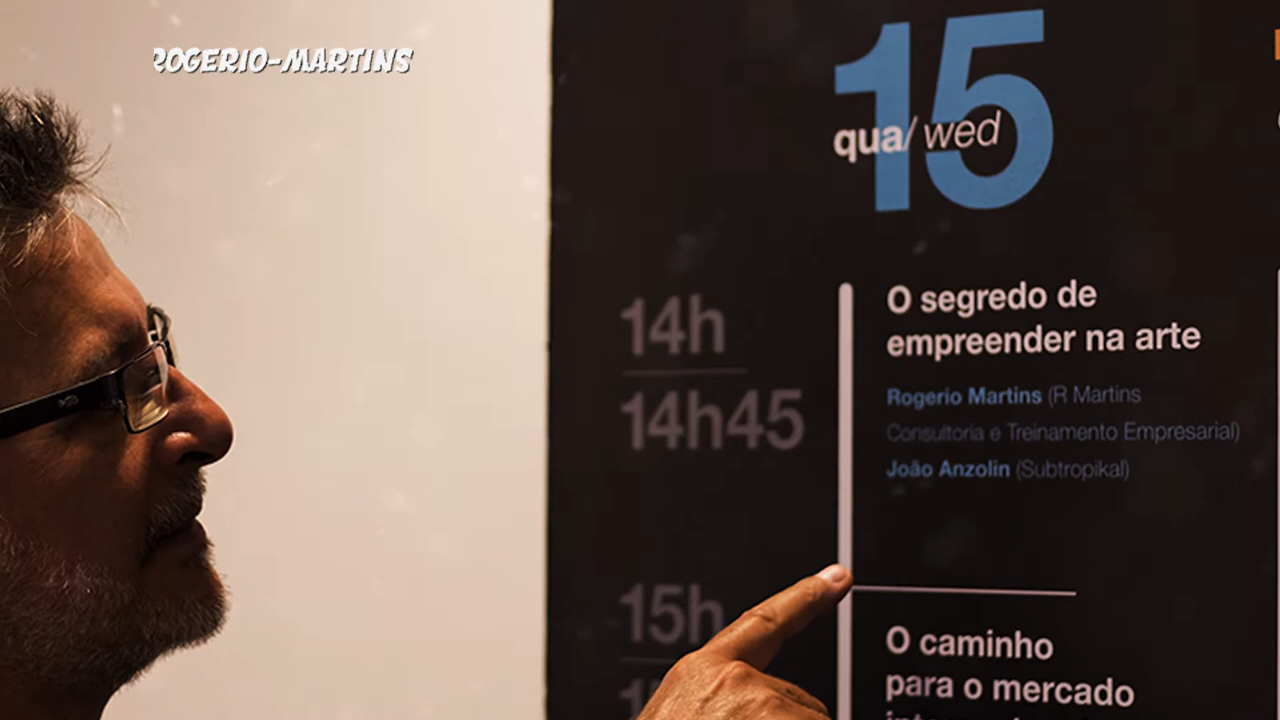 ROGERIO-MARTINS
15
qua/ wed
14h
14h45
O segredo de
empreender na arte
Rogerio Martins (R Martins
Consultoria e Treinamento Empresarial)
João Anzolin (Subtropikal)
15h
O caminho
para o mercado